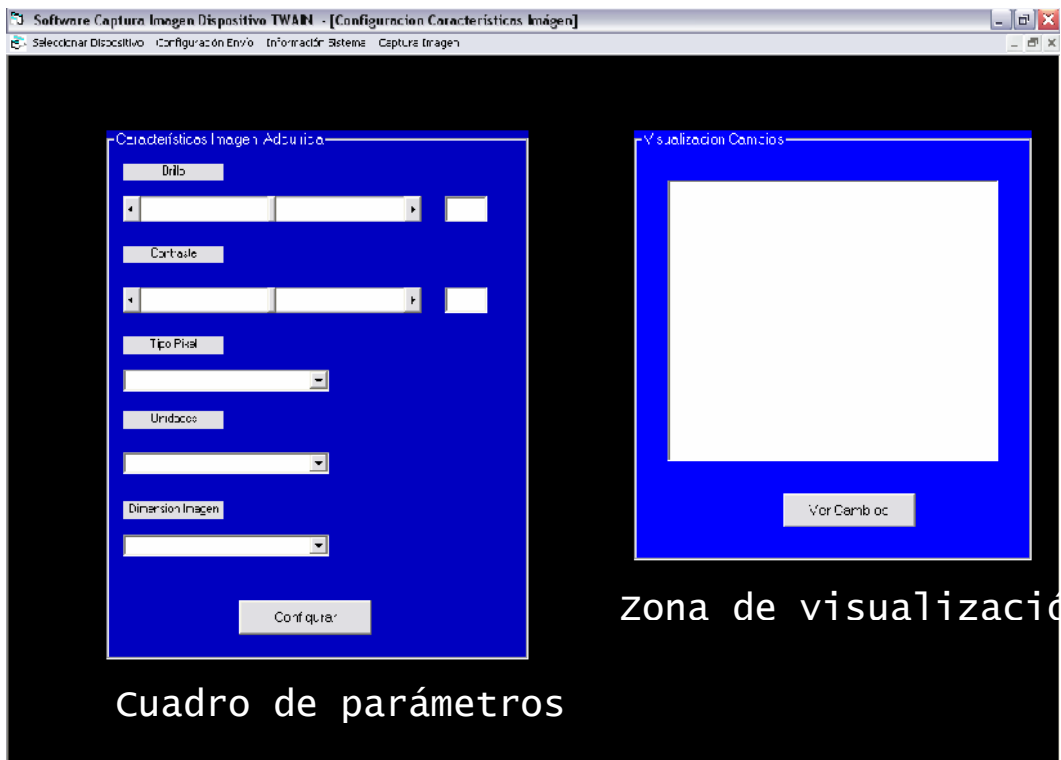 Software Captura Imagen Dispositivo TWAIN - [Configuracion Características Imágen]
Seleccionar Dispositivo Configuración Envío Información Sistema Captura Imagen
Características Imagen Adquirida
Brillo
Contraste
Tipo Pixel
Unidades
Dimension Imagen
Configurar
Cuadro de parámetros
Visualizacion Cambios
Ver Cambios
Zona de visualizació